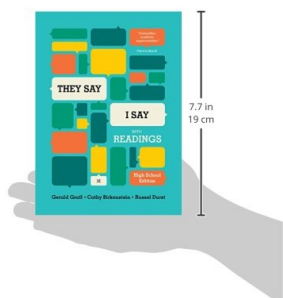 THEY SAY
I SAY
WITH
READINGS
High School
Edition
Gerald Graff • Cathy Birkenstein • Russel Durst
7.7 in
19 cm